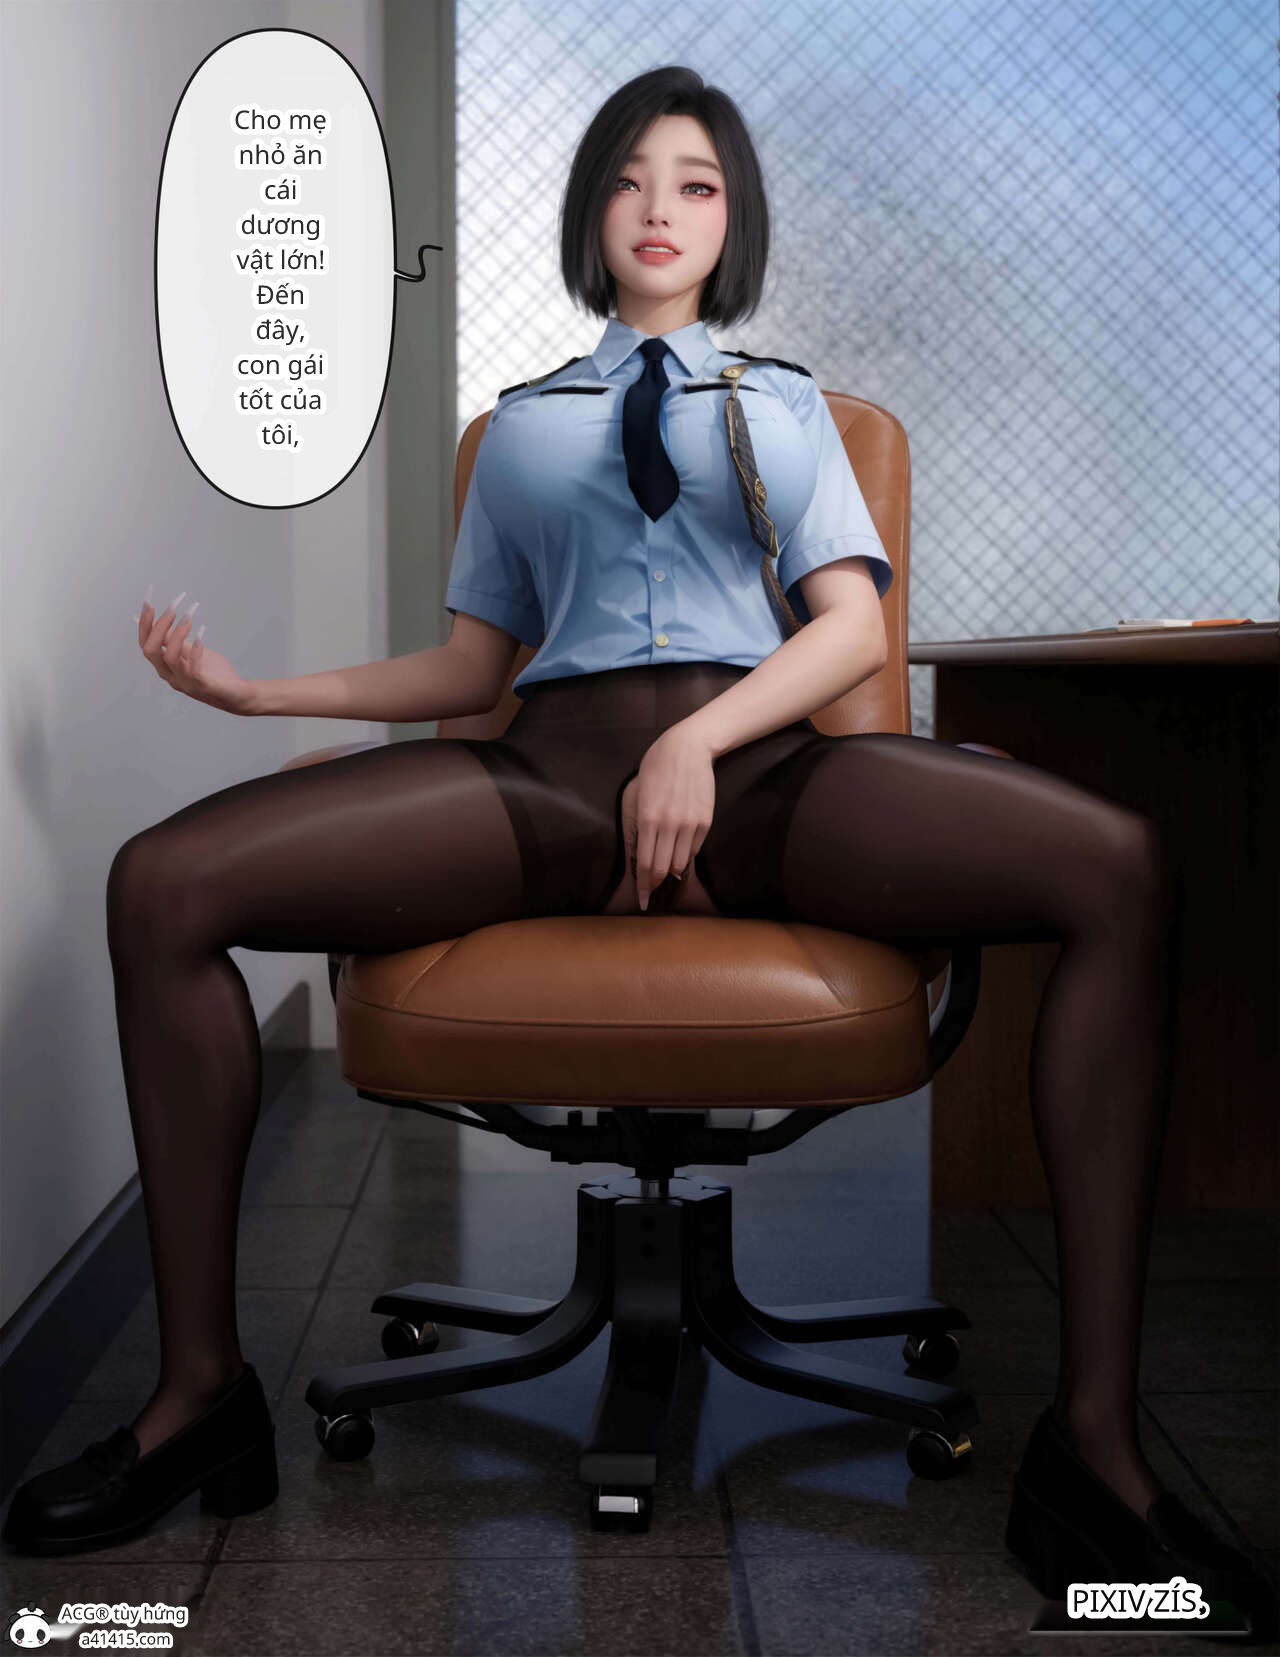 Cho mẹ
nhỏ ăn
cái
dương
vật lớn!
Đến
đây,
con gái
tốt của
tôi,
ACG® tùy hứng
a41415.com
PIXIV ZÍS,